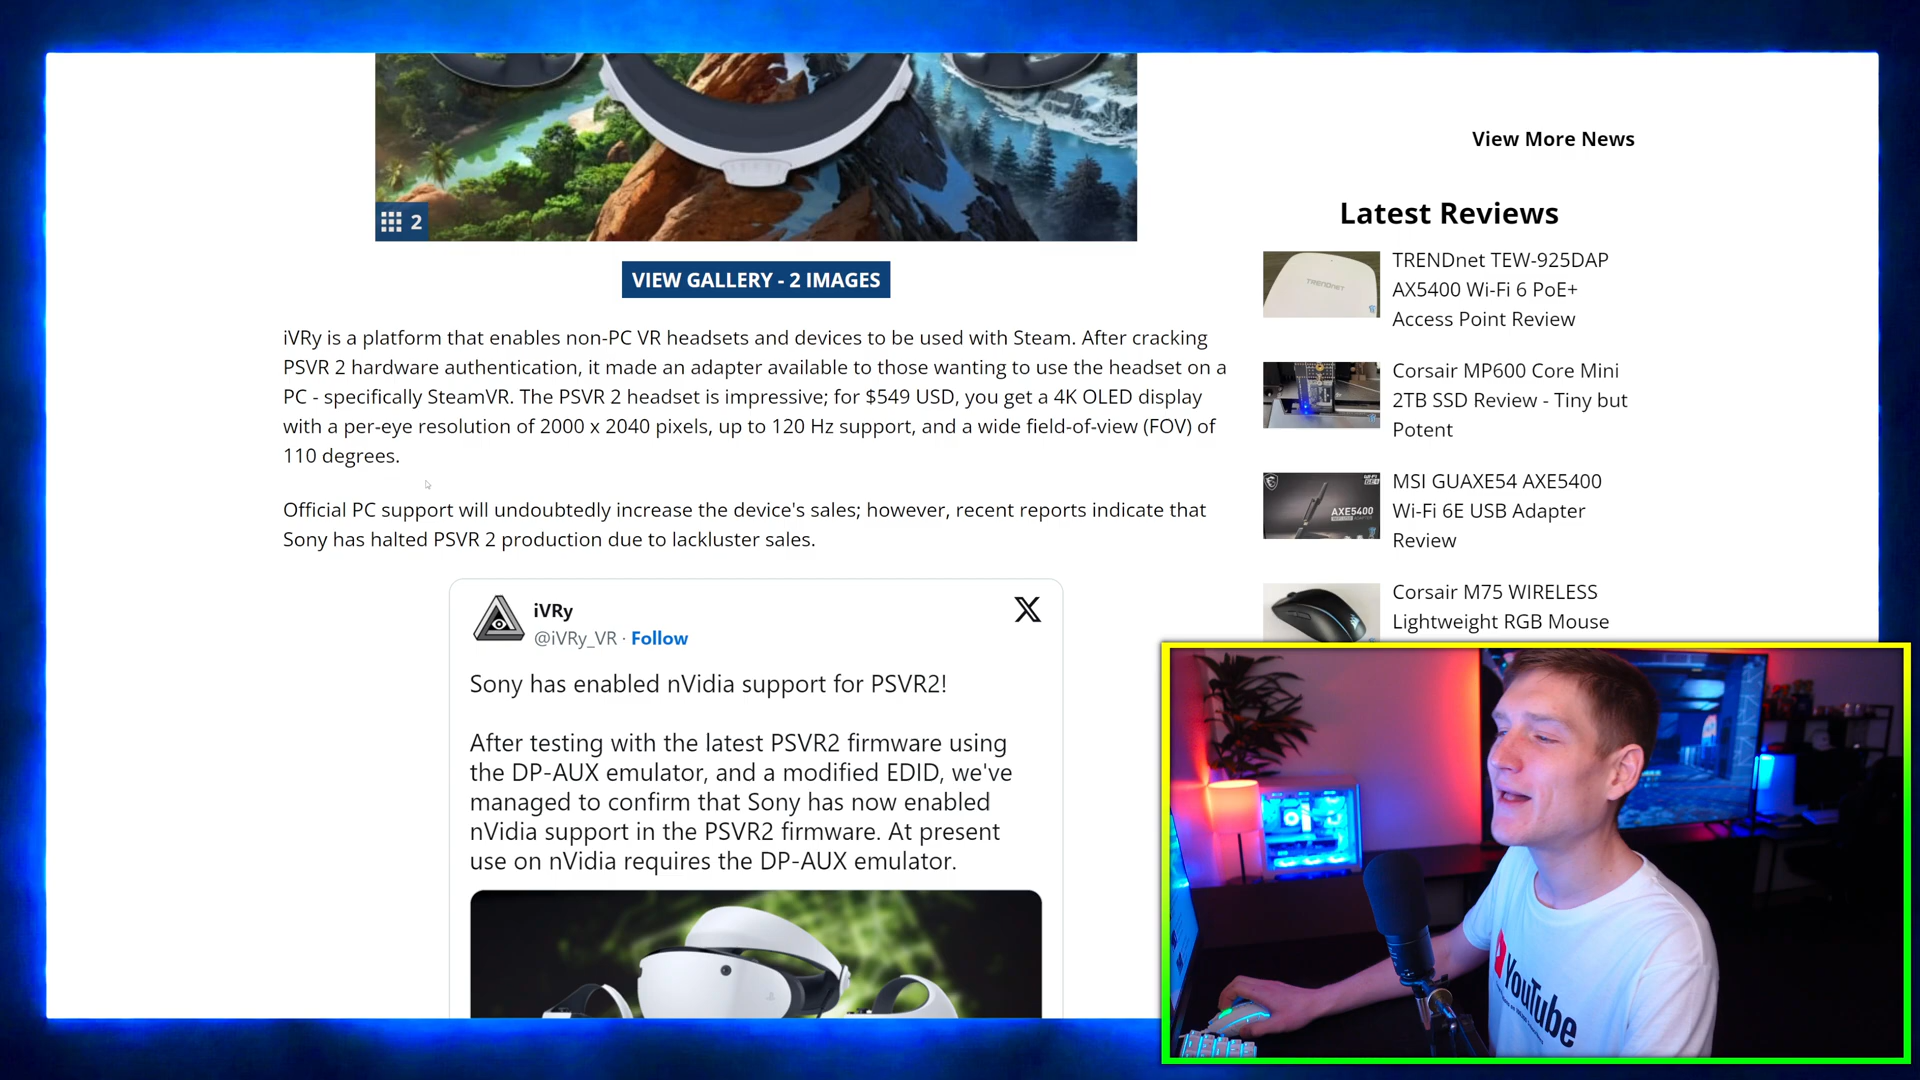 View More News
2
Latest Reviews
VIEW GALLERY - 2 IMAGES
iVRy is a platform that enables non-PC VR headsets and devices to be used with Steam. After cracking
PSVR 2 hardware authentication, it made an adapter available to those wanting to use the headset on a
PC - specifically SteamVR. The PSVR 2 headset is impressive; for $549 USD, you get a 4K OLED display
with a per-eye resolution of 2000 x 2040 pixels, up to 120 Hz support, and a wide field-of-view (FOV) of
110 degrees.
Official PC support will undoubtedly increase the device's sales; however, recent reports indicate that
Sony has halted PSVR 2 production due to lackluster sales.
iVRy
@iVRy_VR · Follow
Sony has enabled nVidia support for PSVR2!
After testing with the latest PSVR2 firmware using
the DP-AUX emulator, and a modified EDID, we've
managed to confirm that Sony has now enabled
nVidia support in the PSVR2 firmware. At present
use on nVidia requires the DP-AUX emulator.
TRENDNET
TRENDnet TEW-925DAP
AX5400 Wi-Fi 6 PoE+
Access Point Review
Corsair MP600 Core Mini
2TB SSD Review - Tiny but
Potent
AXE5400
MSI GUAXE54 AXE5400
Wi-Fi 6E USB Adapter
Review
Corsair M75 WIRELESS
Lightweight RGB Mouse
YouTube